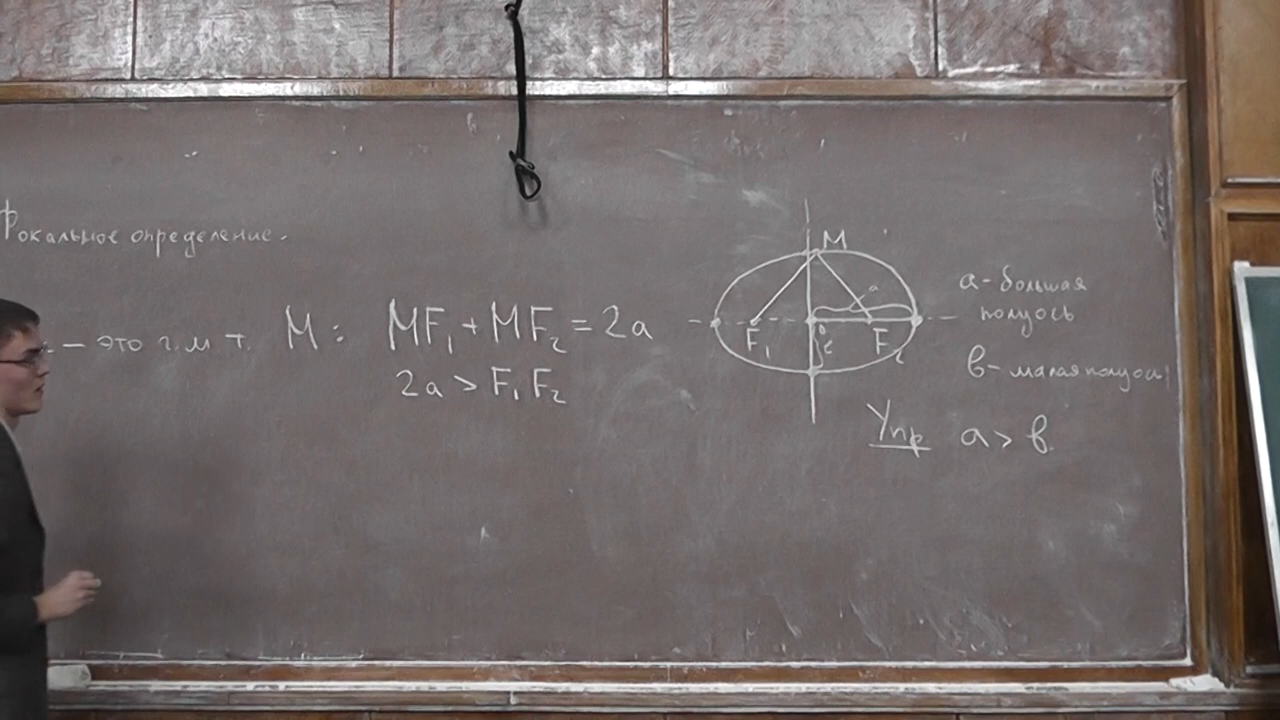 Фокальное определение.
— это г.м.т. M: MF₁ + MF₂ = 2a
2a > F₁F₂
M
a
F₁
F₂
a - большая
полуось
b - малая полуось
Упр a > b.